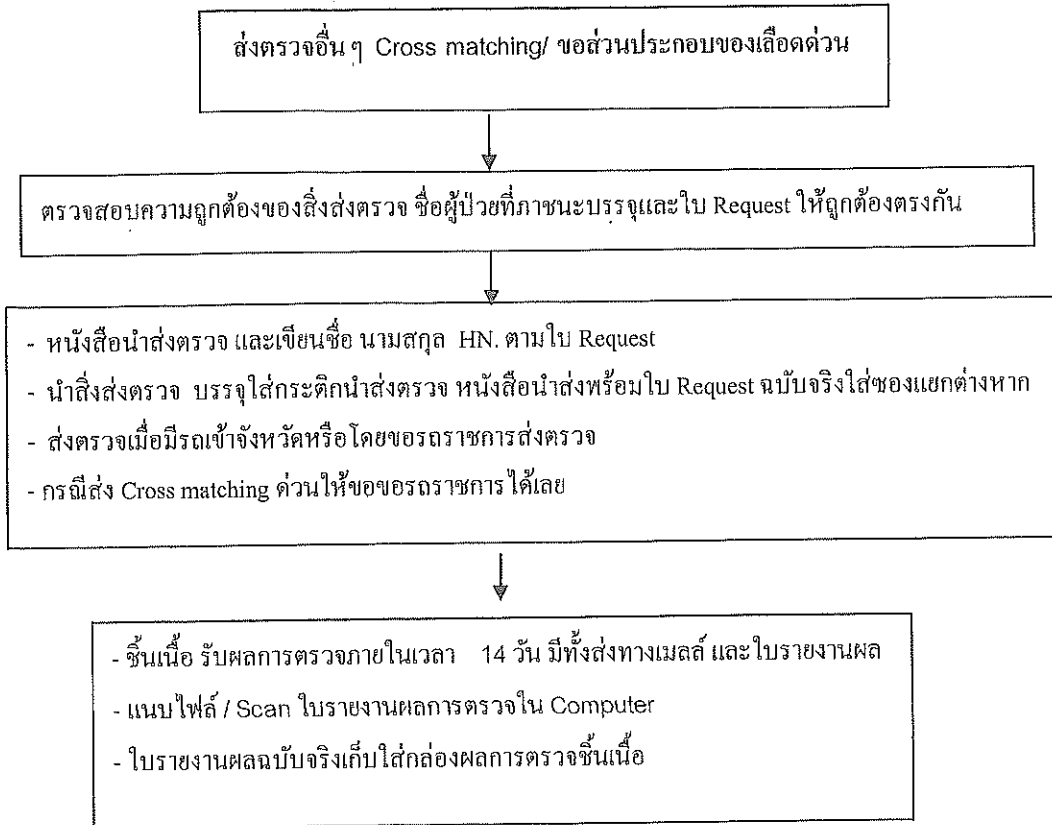 ส่งตรวจอื่น ๆ Cross matching/ ขอส่วนประกอบของเลือดด่วน
ตรวจสอบความถูกต้องของสิ่งส่งตรวจ ชื่อผู้ป่วยที่ภาชนะบรรจุและใบ Request ให้ถูกต้องตรงกัน
- หนังสือนำส่งตรวจ และเขียนชื่อ นามสกุล HN. ตามใบ Request
- นำสิ่งส่งตรวจ บรรจุใส่กระติกนำส่งตรวจ หนังสือนำส่งพร้อมใบ Request ฉบับจริงใส่ซองแยกต่างหาก
- ส่งตรวจเมื่อมีรถเข้าจังหวัดหรือโดยขอรถราชการส่งตรวจ
- กรณีส่ง Cross matching ด่วนให้ขอขอรถราชการได้เลย
- ชิ้นเนื้อ รับผลการตรวจภายในเวลา 14 วัน มีทั้งส่งทางเมลล์ และใบรายงานผล
- แนบไฟล์ / Scan ใบรายงานผลการตรวจใน Computer
- ใบรายงานผลฉบับจริงเก็บใส่กล่องผลการตรวจชิ้นเนื้อ